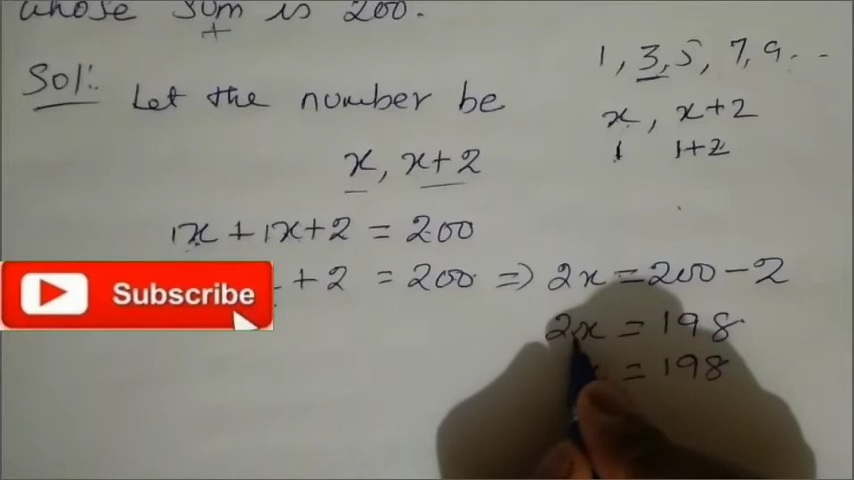 whose sum is 200.
+
Sol:
Let the number be
x, x+2
1x + 1x+2 = 200
+ 2 = 200 => 2x = 200 - 2
2x = 198
= 198
1, 3, 5, 7, 9...
x, x+2
1 1+2
Subscribe